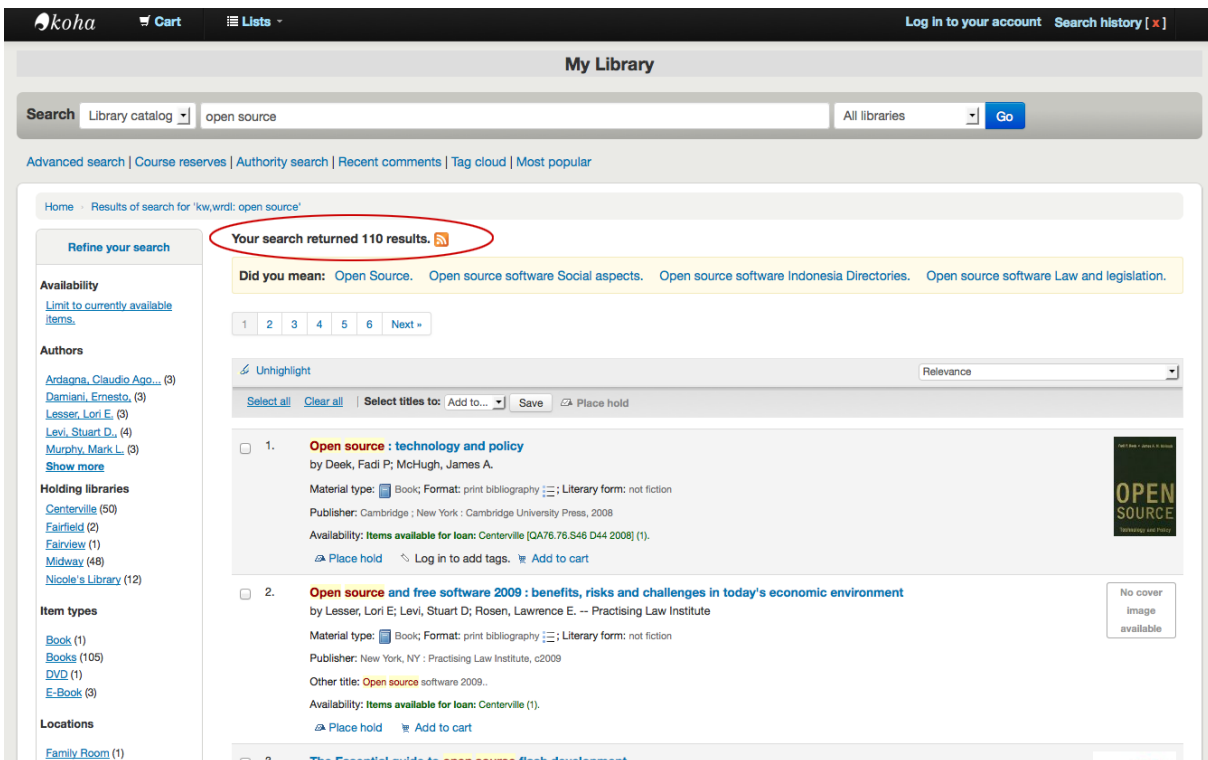 koha Cart Lists Log in to your account Search history [ x ]
My Library
Search Library catalog open source All libraries Go
Advanced search | Course reserves | Authority search | Recent comments | Tag cloud | Most popular
Home › Results of search for 'kw,wrdl: open source'
Refine your search
Availability
Limit to currently available
items.
Authors
Ardagna, Claudio Ago... (3)
Damiani, Ernesto, (3)
Lesser, Lori E. (3)
Levi, Stuart D., (4)
Murphy, Mark L. (3)
Show more
Holding libraries
Centerville (50)
Fairfield (2)
Fairview (1)
Midway (48)
Nicole's Library (12)
Item types
Book (1)
Books (105)
DVD (1)
E-Book (3)
Locations
Family Room (1)
Your search returned 110 results.
Did you mean: Open Source. Open source software Social aspects. Open source software Indonesia Directories. Open source software Law and legislation.
1 2 3 4 5 6 Next »
Unhighlight Relevance
Select all Clear all | Select titles to: Add to... Save Place hold
1. Open source : technology and policy
by Deek, Fadi P; McHugh, James A.
Material type: Book; Format: print bibliography ; Literary form: not fiction
Publisher: Cambridge ; New York : Cambridge University Press, 2008
Availability: Items available for loan: Centerville [QA76.76.S46 D44 2008] (1).
Place hold Log in to add tags. Add to cart
OPEN
SOURCE
Technology and Policy
2. Open source and free software 2009 : benefits, risks and challenges in today's economic environment
by Lesser, Lori E; Levi, Stuart D; Rosen, Lawrence E. -- Practising Law Institute
Material type: Book; Format: print bibliography ; Literary form: not fiction
Publisher: New York, NY : Practising Law Institute, c2009
Other title: Open source software 2009..
Availability: Items available for loan: Centerville (1).
Place hold Add to cart
No cover
image
available
3. The Essential guide to open source flash development